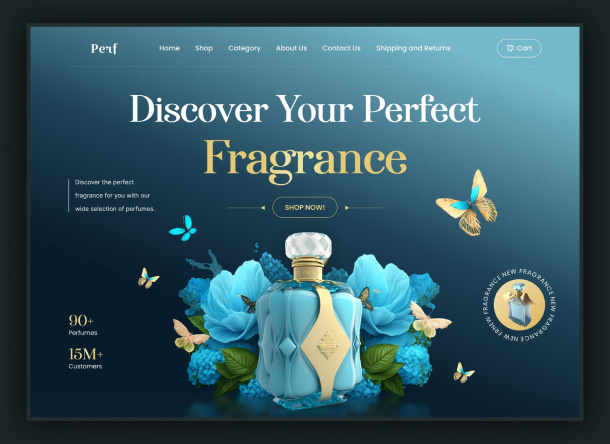 Perf
Home Shop Category About Us Contact Us Shipping and Returns
Cart
Discover Your Perfect
Fragrance
Discover the perfect
fragrance for you with our
wide selection of perfumes.
SHOP NOW!
90+
Perfumes
15M+
Customers
NEW FRAGRANCE NEW FRAGRANCE NEW FRAGRANCE